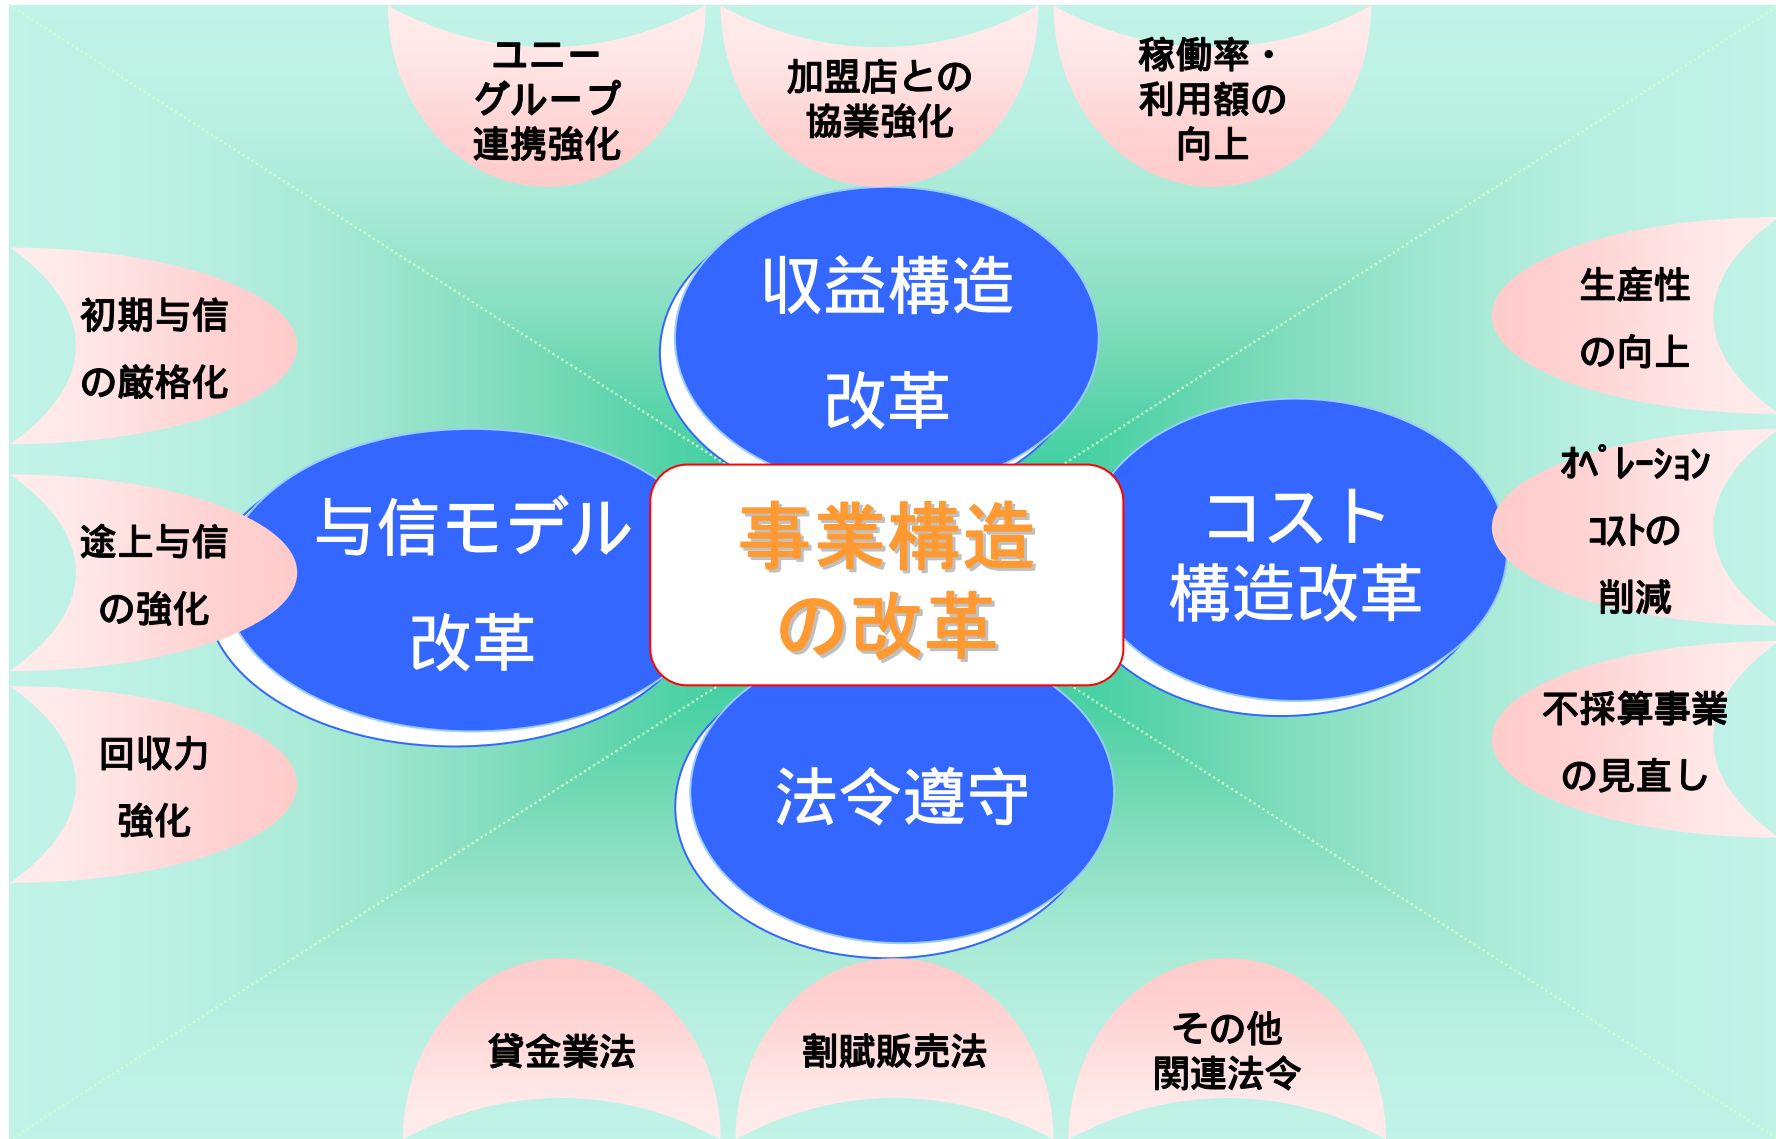 ユニー
グループ
連携強化
加盟店との
協業強化
稼働率・
利用額の
向上
収益構造
改革
初期与信
の厳格化
途上与信
の強化
回収力
強化
与信モデル
改革
事業構造
の改革
コスト
構造改革
生産性
の向上
ｵﾍﾟﾚｰｼｮﾝ
ｺｽﾄの
削減
不採算事業
の見直し
法令遵守
貸金業法
割賦販売法
その他
関連法令